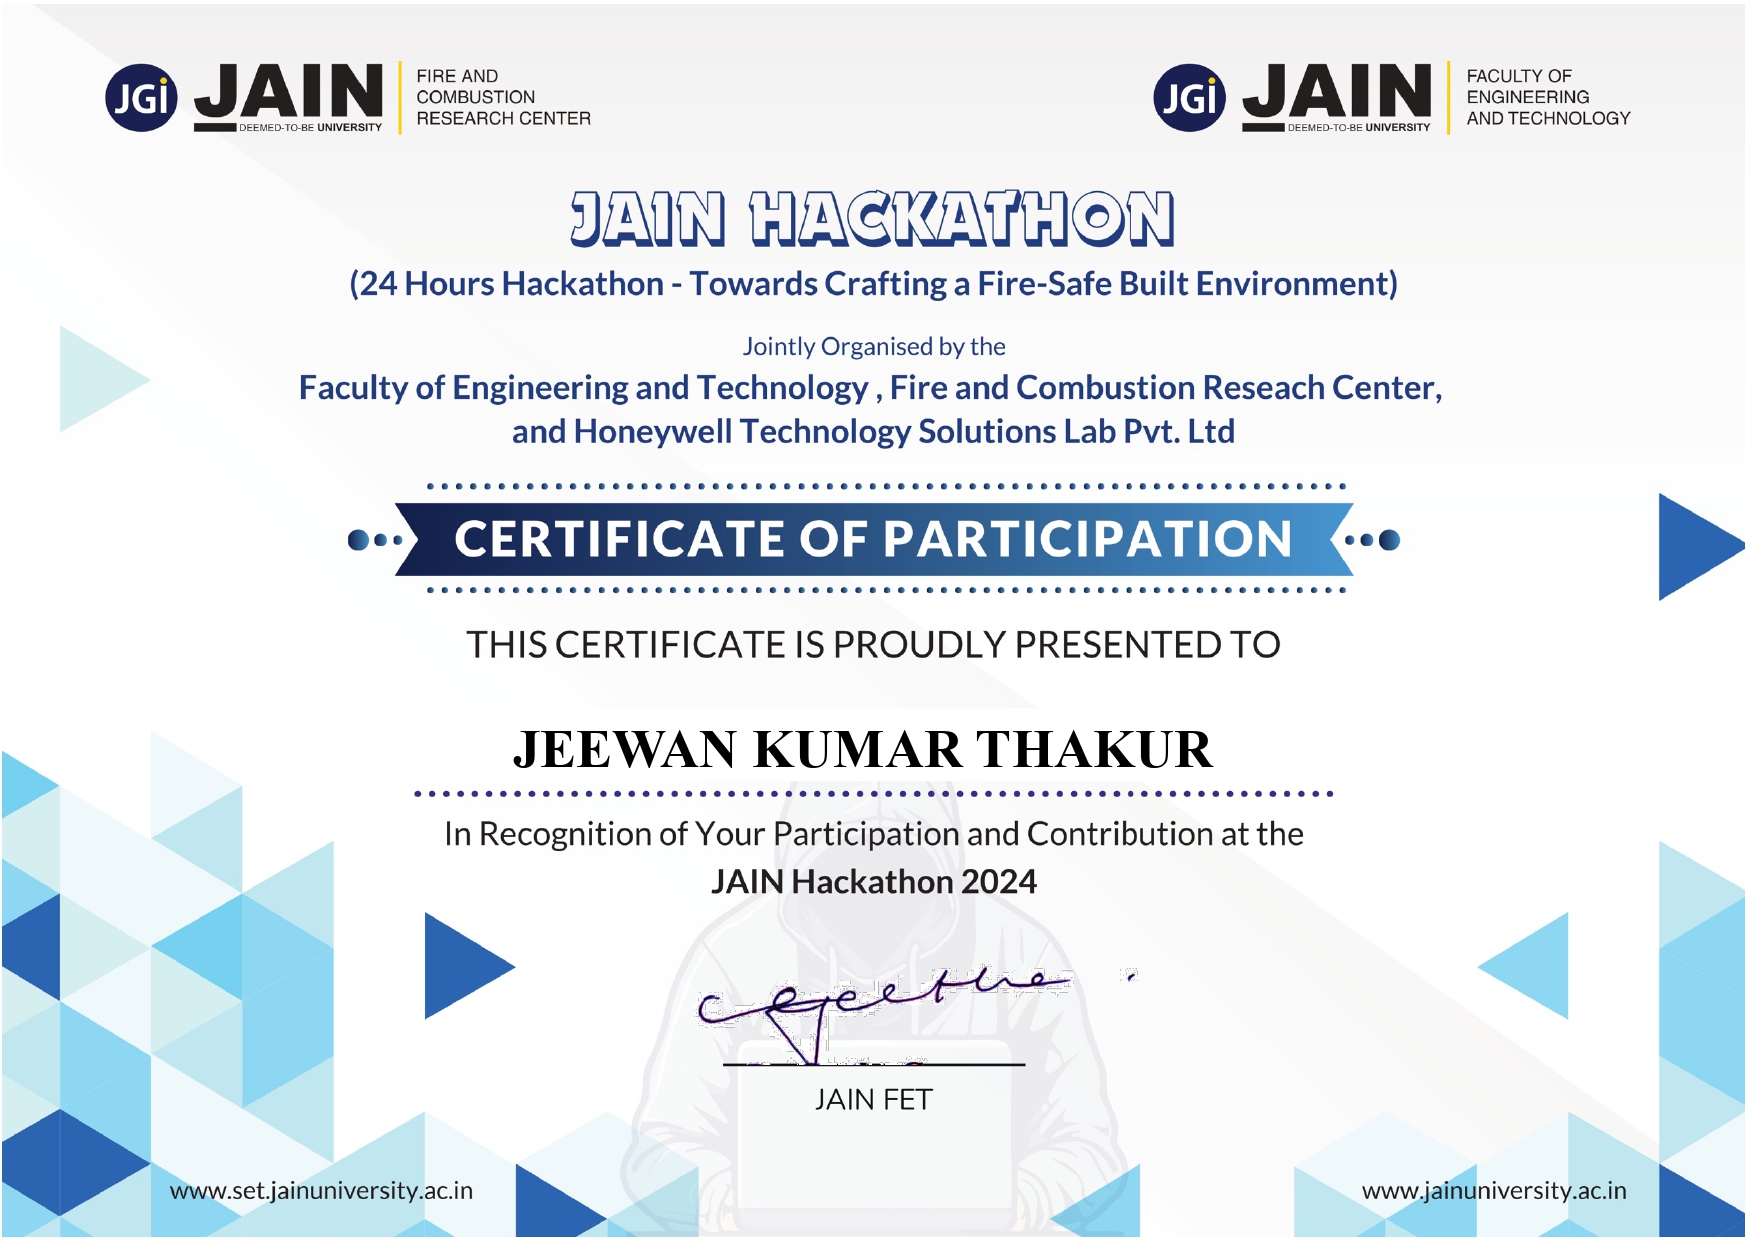 JGi JAIN DEEMED-TO-BE UNIVERSITY
FIRE AND
COMBUSTION
RESEARCH CENTER
JGi JAIN DEEMED-TO-BE UNIVERSITY
FACULTY OF
ENGINEERING
AND TECHNOLOGY
JAIN HACKATHON
(24 Hours Hackathon - Towards Crafting a Fire-Safe Built Environment)
Jointly Organised by the
Faculty of Engineering and Technology , Fire and Combustion Reseach Center,
and Honeywell Technology Solutions Lab Pvt. Ltd
CERTIFICATE OF PARTICIPATION
THIS CERTIFICATE IS PROUDLY PRESENTED TO
JEEWAN KUMAR THAKUR
In Recognition of Your Participation and Contribution at the
JAIN Hackathon 2024
JAIN FET
www.set.jainuniversity.ac.in
www.jainuniversity.ac.in